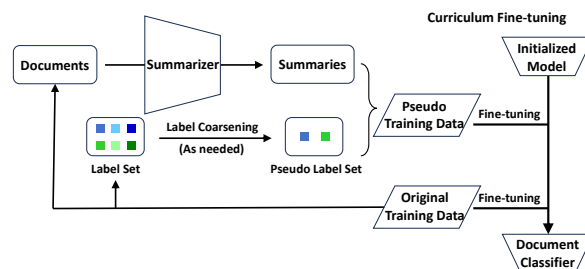 Curriculum Fine-tuning
Documents
Summarizer
Summaries
Initialized
Model
Label Coarsening
(As needed)
Label Set
Pseudo Label Set
Pseudo
Training Data
Fine-tuning
Original
Training Data
Fine-tuning
Document
Classifier